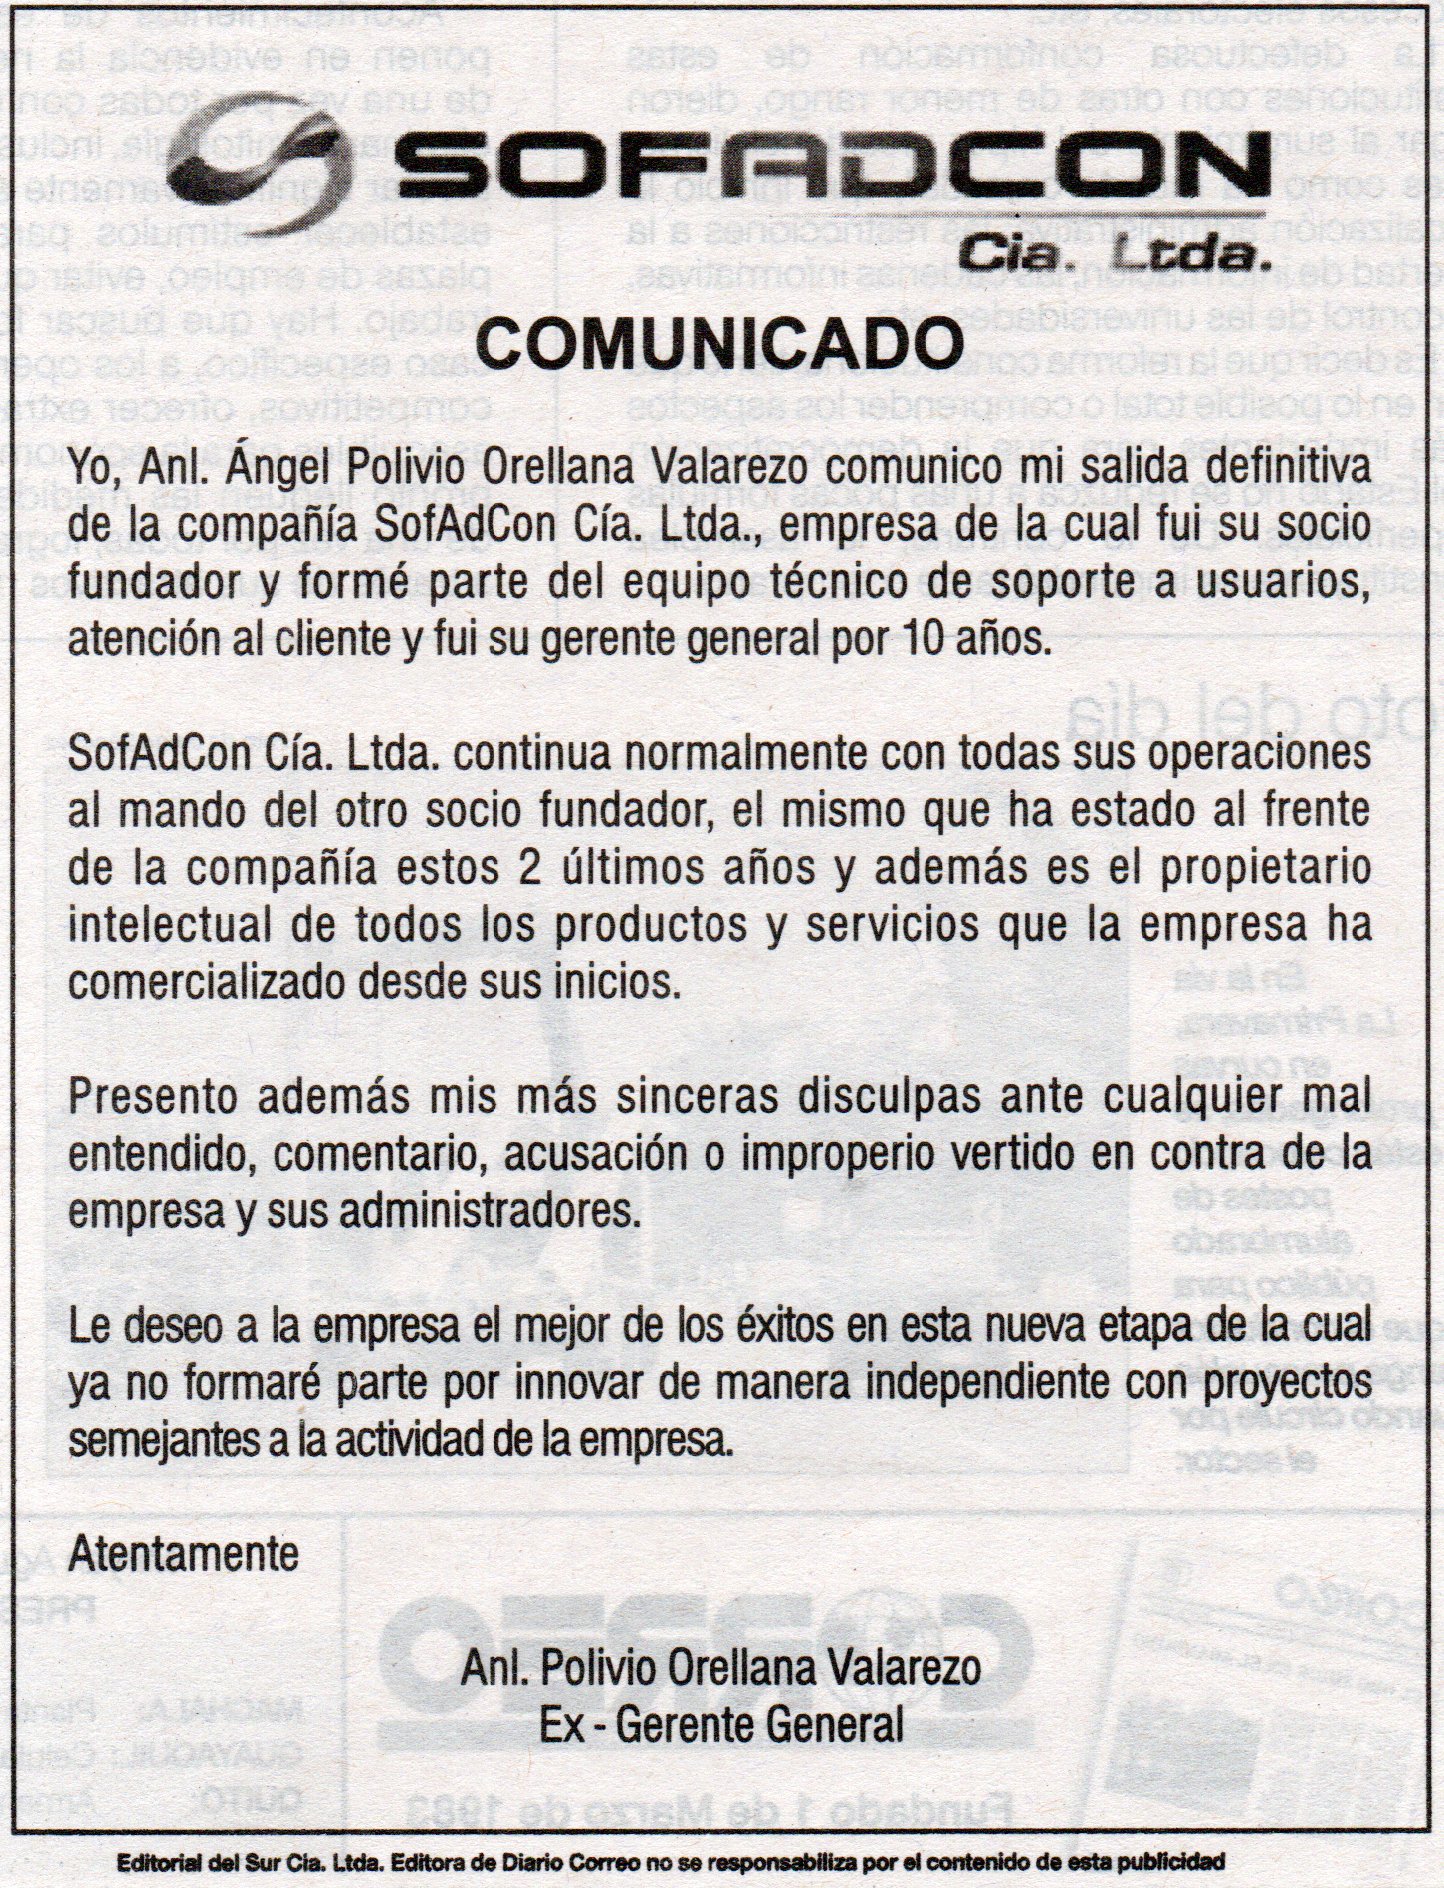 SOFADCON
Cia. Ltda.
COMUNICADO
Yo, Anl. Ángel Polivio Orellana Valarezo comunico mi salida definitiva
de la compañía SofAdCon Cía. Ltda., empresa de la cual fui su socio
fundador y formé parte del equipo técnico de soporte a usuarios,
atención al cliente y fui su gerente general por 10 años.
SofAdCon Cía. Ltda. continua normalmente con todas sus operaciones
al mando del otro socio fundador, el mismo que ha estado al frente
de la compañía estos 2 últimos años y además es el propietario
intelectual de todos los productos y servicios que la empresa ha
comercializado desde sus inicios.
Presento además mis más sinceras disculpas ante cualquier mal
entendido, comentario, acusación o improperio vertido en contra de la
empresa y sus administradores.
Le deseo a la empresa el mejor de los éxitos en esta nueva etapa de la cual
ya no formaré parte por innovar de manera independiente con proyectos
semejantes a la actividad de la empresa.
Atentamente
Anl. Polivio Orellana Valarezo
Ex - Gerente General
Editorial del Sur Cia. Ltda. Editora de Diario Correo no se responsabiliza por el contenido de esta publicidad